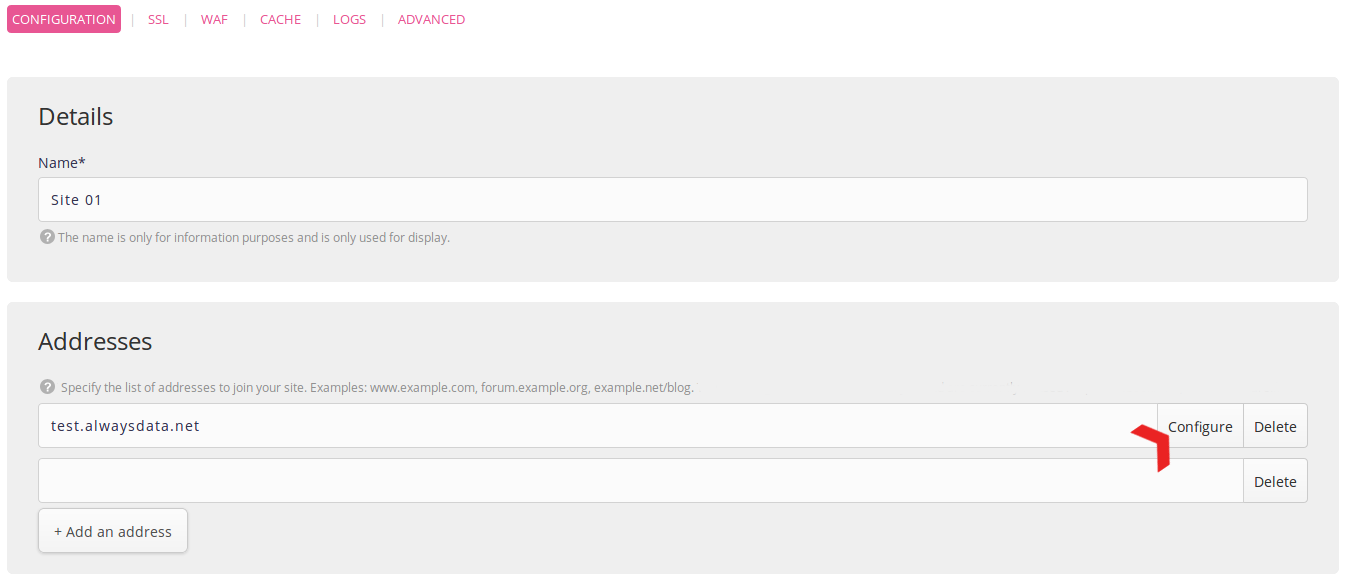 CONFIGURATION | SSL | WAF | CACHE | LOGS | ADVANCED
Details
Name*
Site 01
? The name is only for information purposes and is only used for display.
Addresses
? Specify the list of addresses to join your site. Examples: www.example.com, forum.example.org, example.net/blog.
test.alwaysdata.net Configure Delete
Delete
+ Add an address